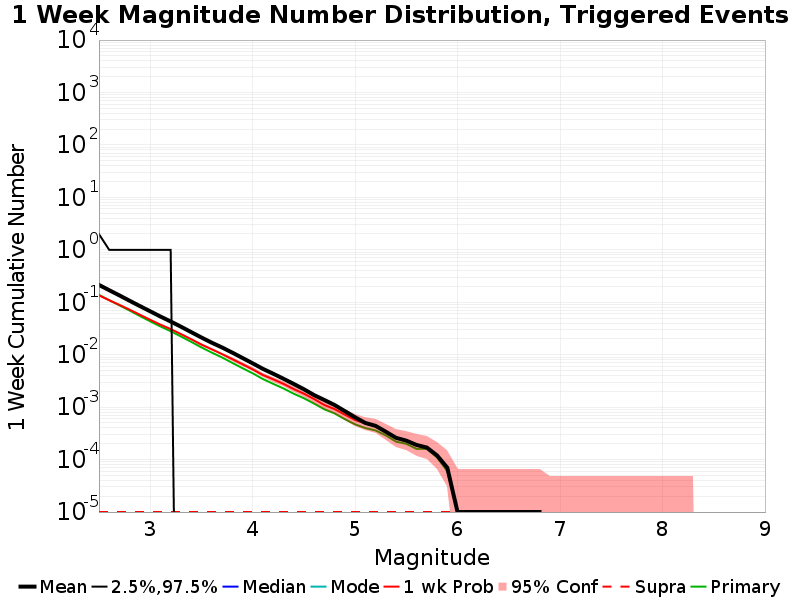 1 Week Magnitude Number Distribution, Triggered Events
1 Week Cumulative Number
10^4
10^3
10^2
10^1
10^0
10^-1
10^-2
10^-3
10^-4
10^-5
3 4 5 6 7 8 9
Magnitude
Mean 2.5%,97.5% Median Mode 1 wk Prob 95% Conf Supra Primary